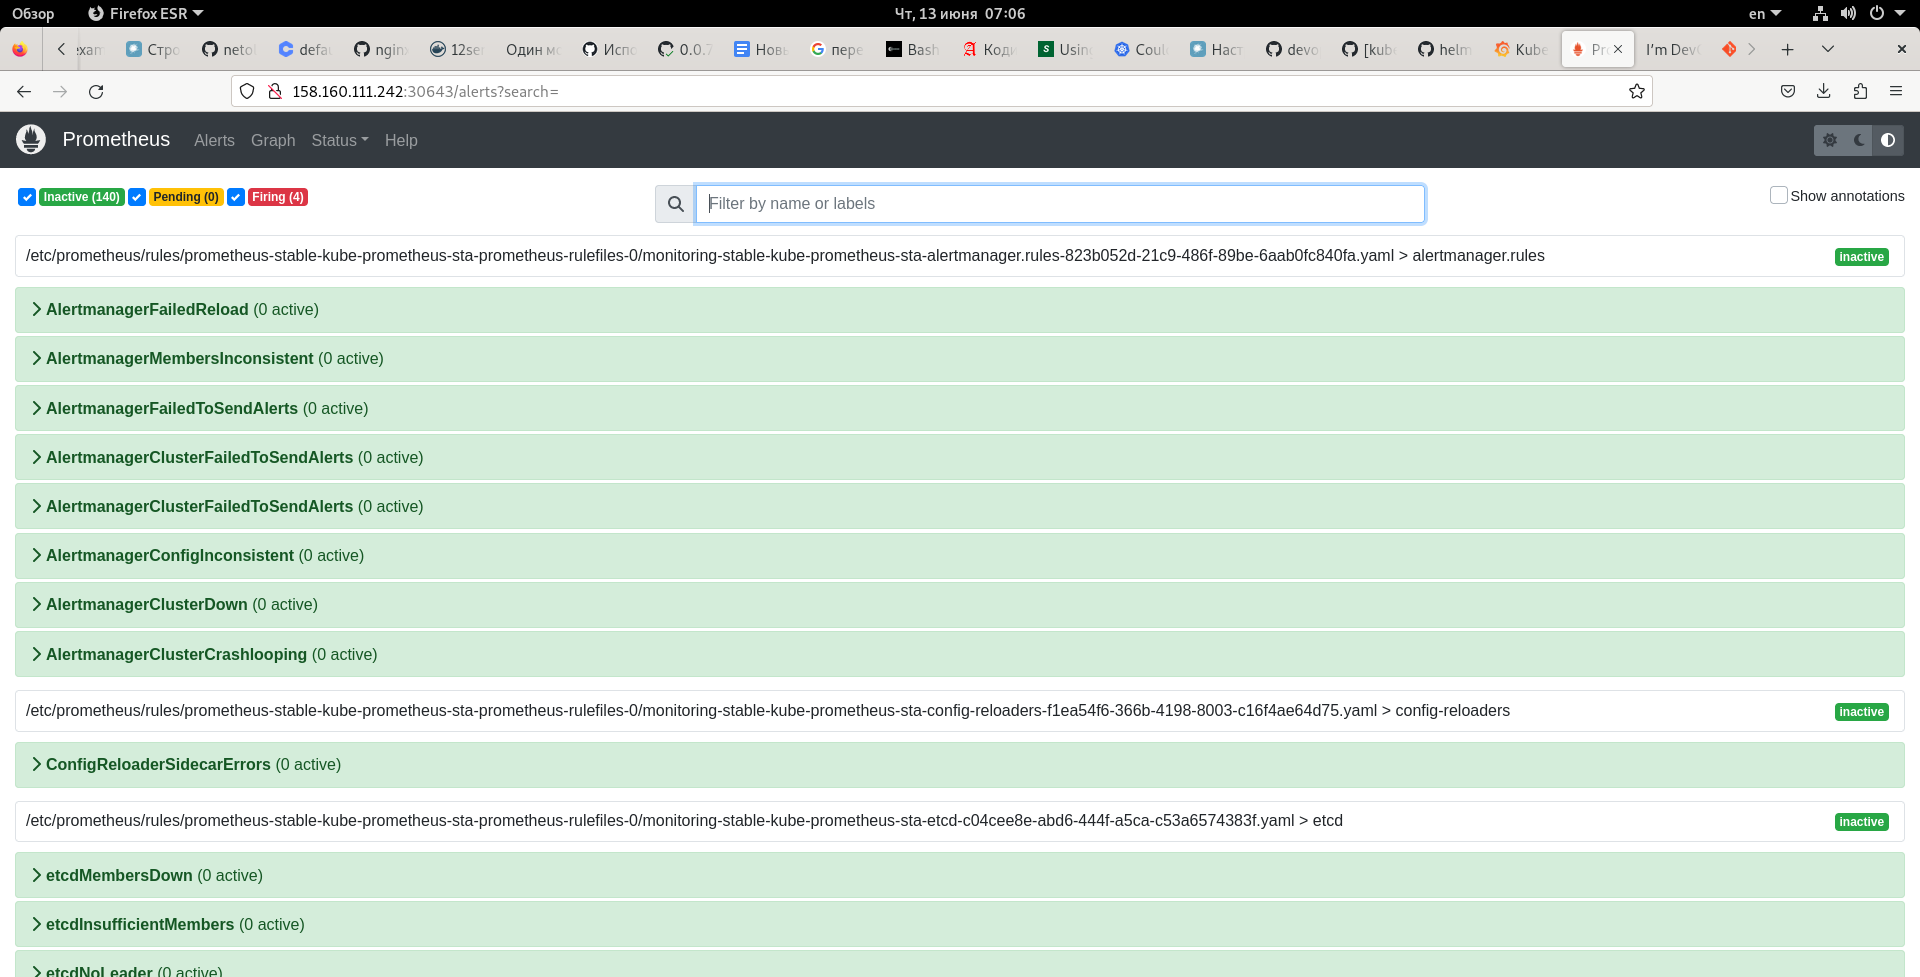 Обзор Firefox ESR Чт, 13 июня 07:06 en
exam Стро neto defau nginx 12se Один м Испо 0.0.7 Новы пере Bash Коди Using Could Наст devo [kube helm Kube Pro I'm Dev
158.160.111.242:30643/alerts?search=
Prometheus Alerts Graph Status Help
Inactive (140) Pending (0) Firing (4) Filter by name or labels Show annotations
/etc/prometheus/rules/prometheus-stable-kube-prometheus-sta-prometheus-rulefiles-0/monitoring-stable-kube-prometheus-sta-alertmanager.rules-823b052d-21c9-486f-89be-6aab0fc840fa.yaml > alertmanager.rules inactive
AlertmanagerFailedReload (0 active)
AlertmanagerMembersInconsistent (0 active)
AlertmanagerFailedToSendAlerts (0 active)
AlertmanagerClusterFailedToSendAlerts (0 active)
AlertmanagerClusterFailedToSendAlerts (0 active)
AlertmanagerConfigInconsistent (0 active)
AlertmanagerClusterDown (0 active)
AlertmanagerClusterCrashlooping (0 active)
/etc/prometheus/rules/prometheus-stable-kube-prometheus-sta-prometheus-rulefiles-0/monitoring-stable-kube-prometheus-sta-config-reloaders-f1ea54f6-366b-4198-8003-c16f4ae64d75.yaml > config-reloaders inactive
ConfigReloaderSidecarErrors (0 active)
/etc/prometheus/rules/prometheus-stable-kube-prometheus-sta-prometheus-rulefiles-0/monitoring-stable-kube-prometheus-sta-etcd-c04cee8e-abd6-444f-a5ca-c53a6574383f.yaml > etcd inactive
etcdMembersDown (0 active)
etcdInsufficientMembers (0 active)
etcdNoLeader (0 active)